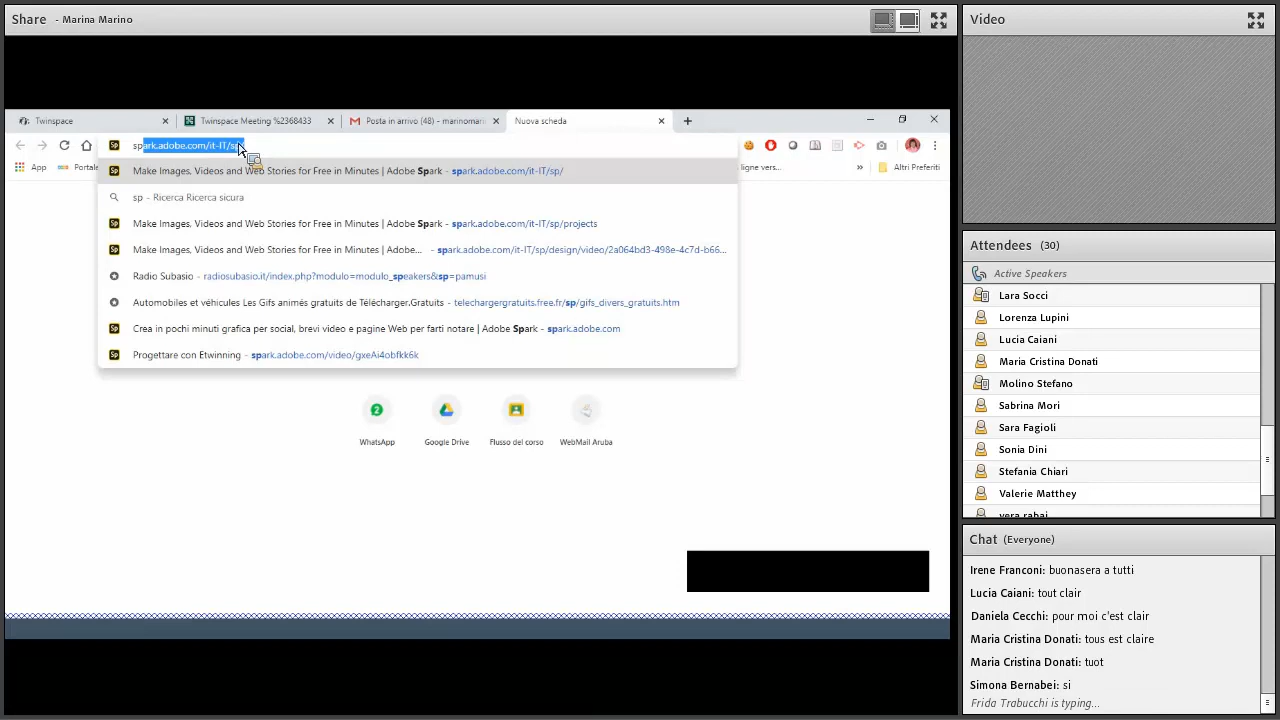 Share - Marina Marino
Twinspace
Twinspace Meeting %2368433
Posta in arrivo (48) - mannomari
Nuova scheda
spark.adobe.com/it-IT/sp
App
Portale
ligne vers...
»
Altri Preferiti
Make Images, Videos and Web Stories for Free in Minutes | Adobe Spark - spark.adobe.com/it-IT/sp/
sp - Ricerca Ricerca sicura
Make Images, Videos and Web Stories for Free in Minutes | Adobe Spark - spark.adobe.com/it-IT/sp/projects
Make Images, Videos and Web Stories for Free in Minutes | Adobe... - spark.adobe.com/it-IT/sp/design/video/2a064bd3-498e-4c7d-b66...
Radio Subasio - radiosubasio.it/index.php?modulo=modulo_speakers&sp=pamusi
Automobiles et véhicules Les Gifs animés gratuits de Télécharger.Gratuits - telechargergratuits.free.fr/sp/gifs_divers_gratuits.htm
Crea in pochi minuti grafica per social, brevi video e pagine Web per farti notare | Adobe Spark - spark.adobe.com
Progettare con Etwinning - spark.adobe.com/video/gxeAi4obfkk6k
WhatsApp
Google Drive
Flusso del corso
WebMail Aruba
Video
Attendees (30)
Active Speakers
Lara Socci
Lorenza Lupini
Lucia Caiani
Maria Cristina Donati
Molino Stefano
Sabrina Mori
Sara Fagioli
Sonia Dini
Stefania Chiari
Valerie Matthey
vera rabai
Chat (Everyone)
Irene Franconi: buonasera a tutti
Lucia Caiani: tout clair
Daniela Cecchi: pour moi c'est clair
Maria Cristina Donati: tous est claire
Maria Cristina Donati: tuot
Simona Bernabei: si
Frida Trabucchi is typing...